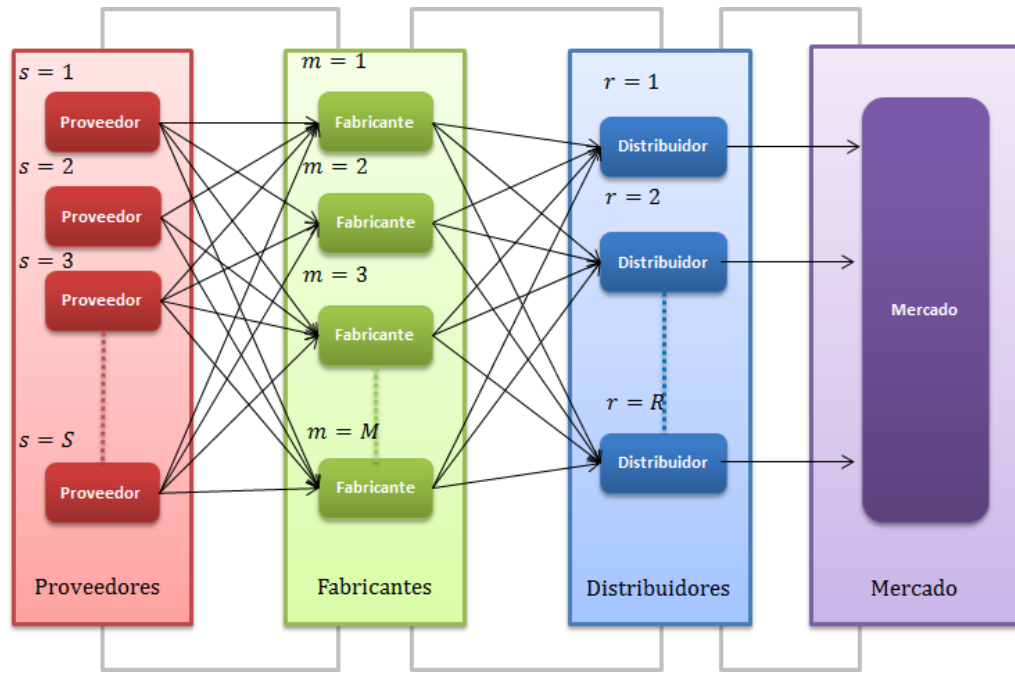 s = 1
Proveedor
s = 2
Proveedor
s = 3
Proveedor
s = S
Proveedor
Proveedores
m = 1
Fabricante
m = 2
Fabricante
m = 3
Fabricante
m = M
Fabricante
Fabricantes
r = 1
Distribuidor
r = 2
Distribuidor
r = R
Distribuidor
Distribuidores
Mercado
Mercado